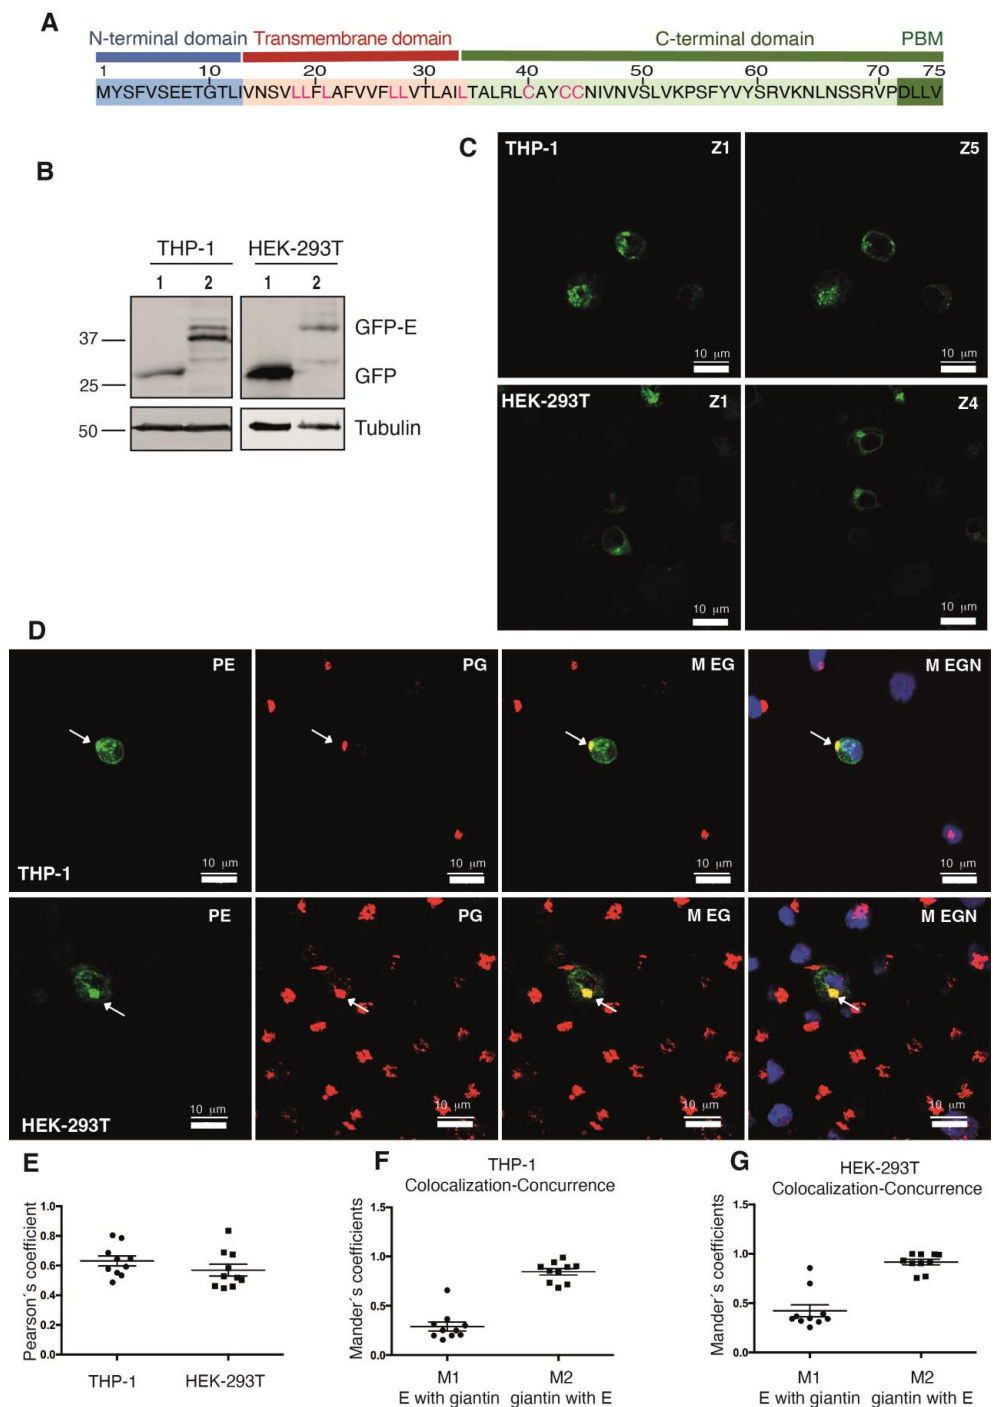 A
N-terminal domain Transmembrane domain C-terminal domain PBM
1 10 20 30 40 50 60 70 75
MYSFVSEETGTLIVNSVLLFLAFVVFLLVTLAILTALRLCAYCCNIVNVSLVKPSFYVYSRVKNLNSSRVPDLLV
B
THP-1 HEK-293T
1 2 1 2
GFP-E
37
GFP
25
50 Tubulin
C
THP-1 Z1 Z5
10 µm 10 µm
HEK-293T Z1 Z4
10 µm 10 µm
D
PE PG M EG M EGN
THP-1
10 µm 10 µm 10 µm 10 µm
PE PG M EG M EGN
HEK-293T
10 µm 10 µm 10 µm 10 µm
E
Pearson´s coefficient
1.0
0.8
0.6
0.4
0.2
0.0
THP-1 HEK-293T
F
THP-1
Colocalization-Concurrence
Mander´s coefficients
1.5
1.0
0.5
0.0
M1 M2
E with giantin giantin with E
G
HEK-293T
Colocalization-Concurrence
Mander´s coefficients
1.5
1.0
0.5
0.0
M1 M2
E with giantin giantin with E